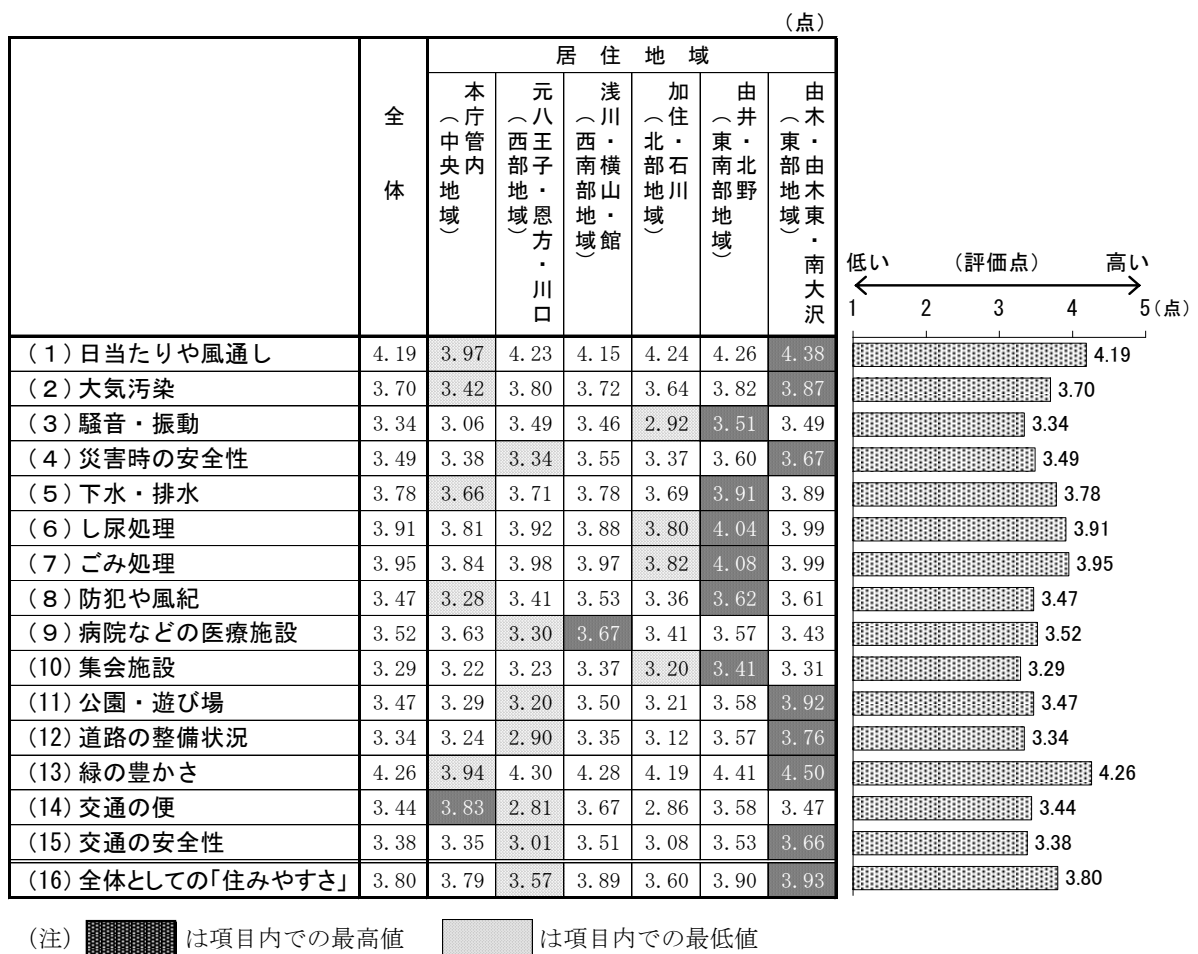 (点)
居 住 地 域
全 体
本庁管内(中央地域)
元八王子・恩方・川口(西部地域)
浅川・横山・館(西南部地域)
加住・石川(北部地域)
由井・北野(東南部地域)
由木・由木東・南大沢(東部地域)
低い (評価点) 高い
1 2 3 4 5(点)
(1)日当たりや風通し 4.19 3.97 4.23 4.15 4.24 4.26 4.38 4.19
(2)大気汚染 3.70 3.42 3.80 3.72 3.64 3.82 3.87 3.70
(3)騒音・振動 3.34 3.06 3.49 3.46 2.92 3.51 3.49 3.34
(4)災害時の安全性 3.49 3.38 3.34 3.55 3.37 3.60 3.67 3.49
(5)下水・排水 3.78 3.66 3.71 3.78 3.69 3.91 3.89 3.78
(6)し尿処理 3.91 3.81 3.92 3.88 3.80 4.04 3.99 3.91
(7)ごみ処理 3.95 3.84 3.98 3.97 3.82 4.08 3.99 3.95
(8)防犯や風紀 3.47 3.28 3.41 3.53 3.36 3.62 3.61 3.47
(9)病院などの医療施設 3.52 3.63 3.30 3.67 3.41 3.57 3.43 3.52
(10)集会施設 3.29 3.22 3.23 3.37 3.20 3.41 3.31 3.29
(11)公園・遊び場 3.47 3.29 3.20 3.50 3.21 3.58 3.92 3.47
(12)道路の整備状況 3.34 3.24 2.90 3.35 3.12 3.57 3.76 3.34
(13)緑の豊かさ 4.26 3.94 4.30 4.28 4.19 4.41 4.50 4.26
(14)交通の便 3.44 3.83 2.81 3.67 2.86 3.58 3.47 3.44
(15)交通の安全性 3.38 3.35 3.01 3.51 3.08 3.53 3.66 3.38
(16)全体としての「住みやすさ」 3.80 3.79 3.57 3.89 3.60 3.90 3.93 3.80
(注) は項目内での最高値 は項目内での最低値